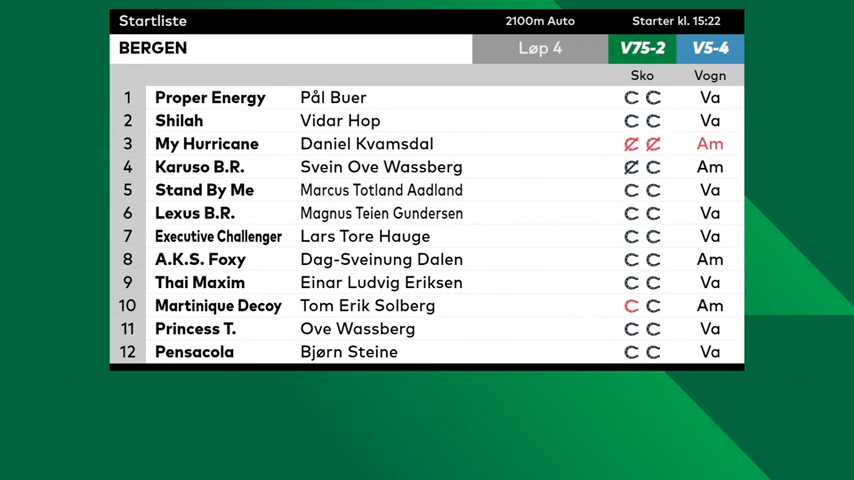 Startliste 2100m Auto Starter kl. 15:22
BERGEN Løp 4 V75-2 V5-4
Sko Vogn
1 Proper Energy Pål Buer Va
2 Shilah Vidar Hop Va
3 My Hurricane Daniel Kvamsdal Am
4 Karuso B.R. Svein Ove Wassberg Am
5 Stand By Me Marcus Totland Aadland Va
6 Lexus B.R. Magnus Teien Gundersen Va
7 Executive Challenger Lars Tore Hauge Va
8 A.K.S. Foxy Dag-Sveinung Dalen Am
9 Thai Maxim Einar Ludvig Eriksen Va
10 Martinique Decoy Tom Erik Solberg Am
11 Princess T. Ove Wassberg Va
12 Pensacola Bjørn Steine Va